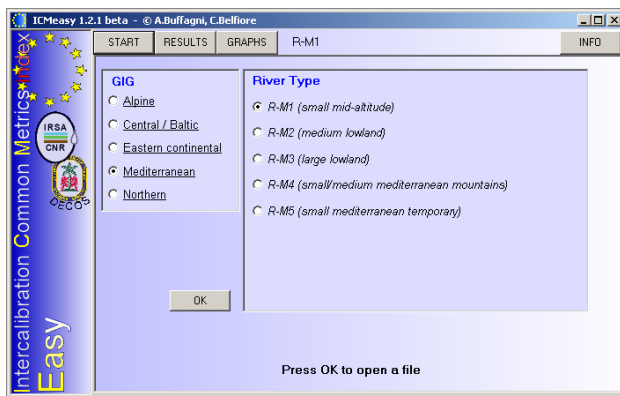 ICMeasy 1.2.1 beta - © A.Buffagni, C.Belfiore
START RESULTS GRAPHS R-M1 INFO
GIG
Alpine
Central / Baltic
Eastern continental
Mediterranean
Northern
River Type
R-M1 (small mid-altitude)
R-M2 (medium lowland)
R-M3 (large lowland)
R-M4 (small/medium mediterranean mountains)
R-M5 (small mediterranean temporary)
OK
Press OK to open a file
Intercalibration Common Metrics Index
Easy
IRSA
CNR
DECOS